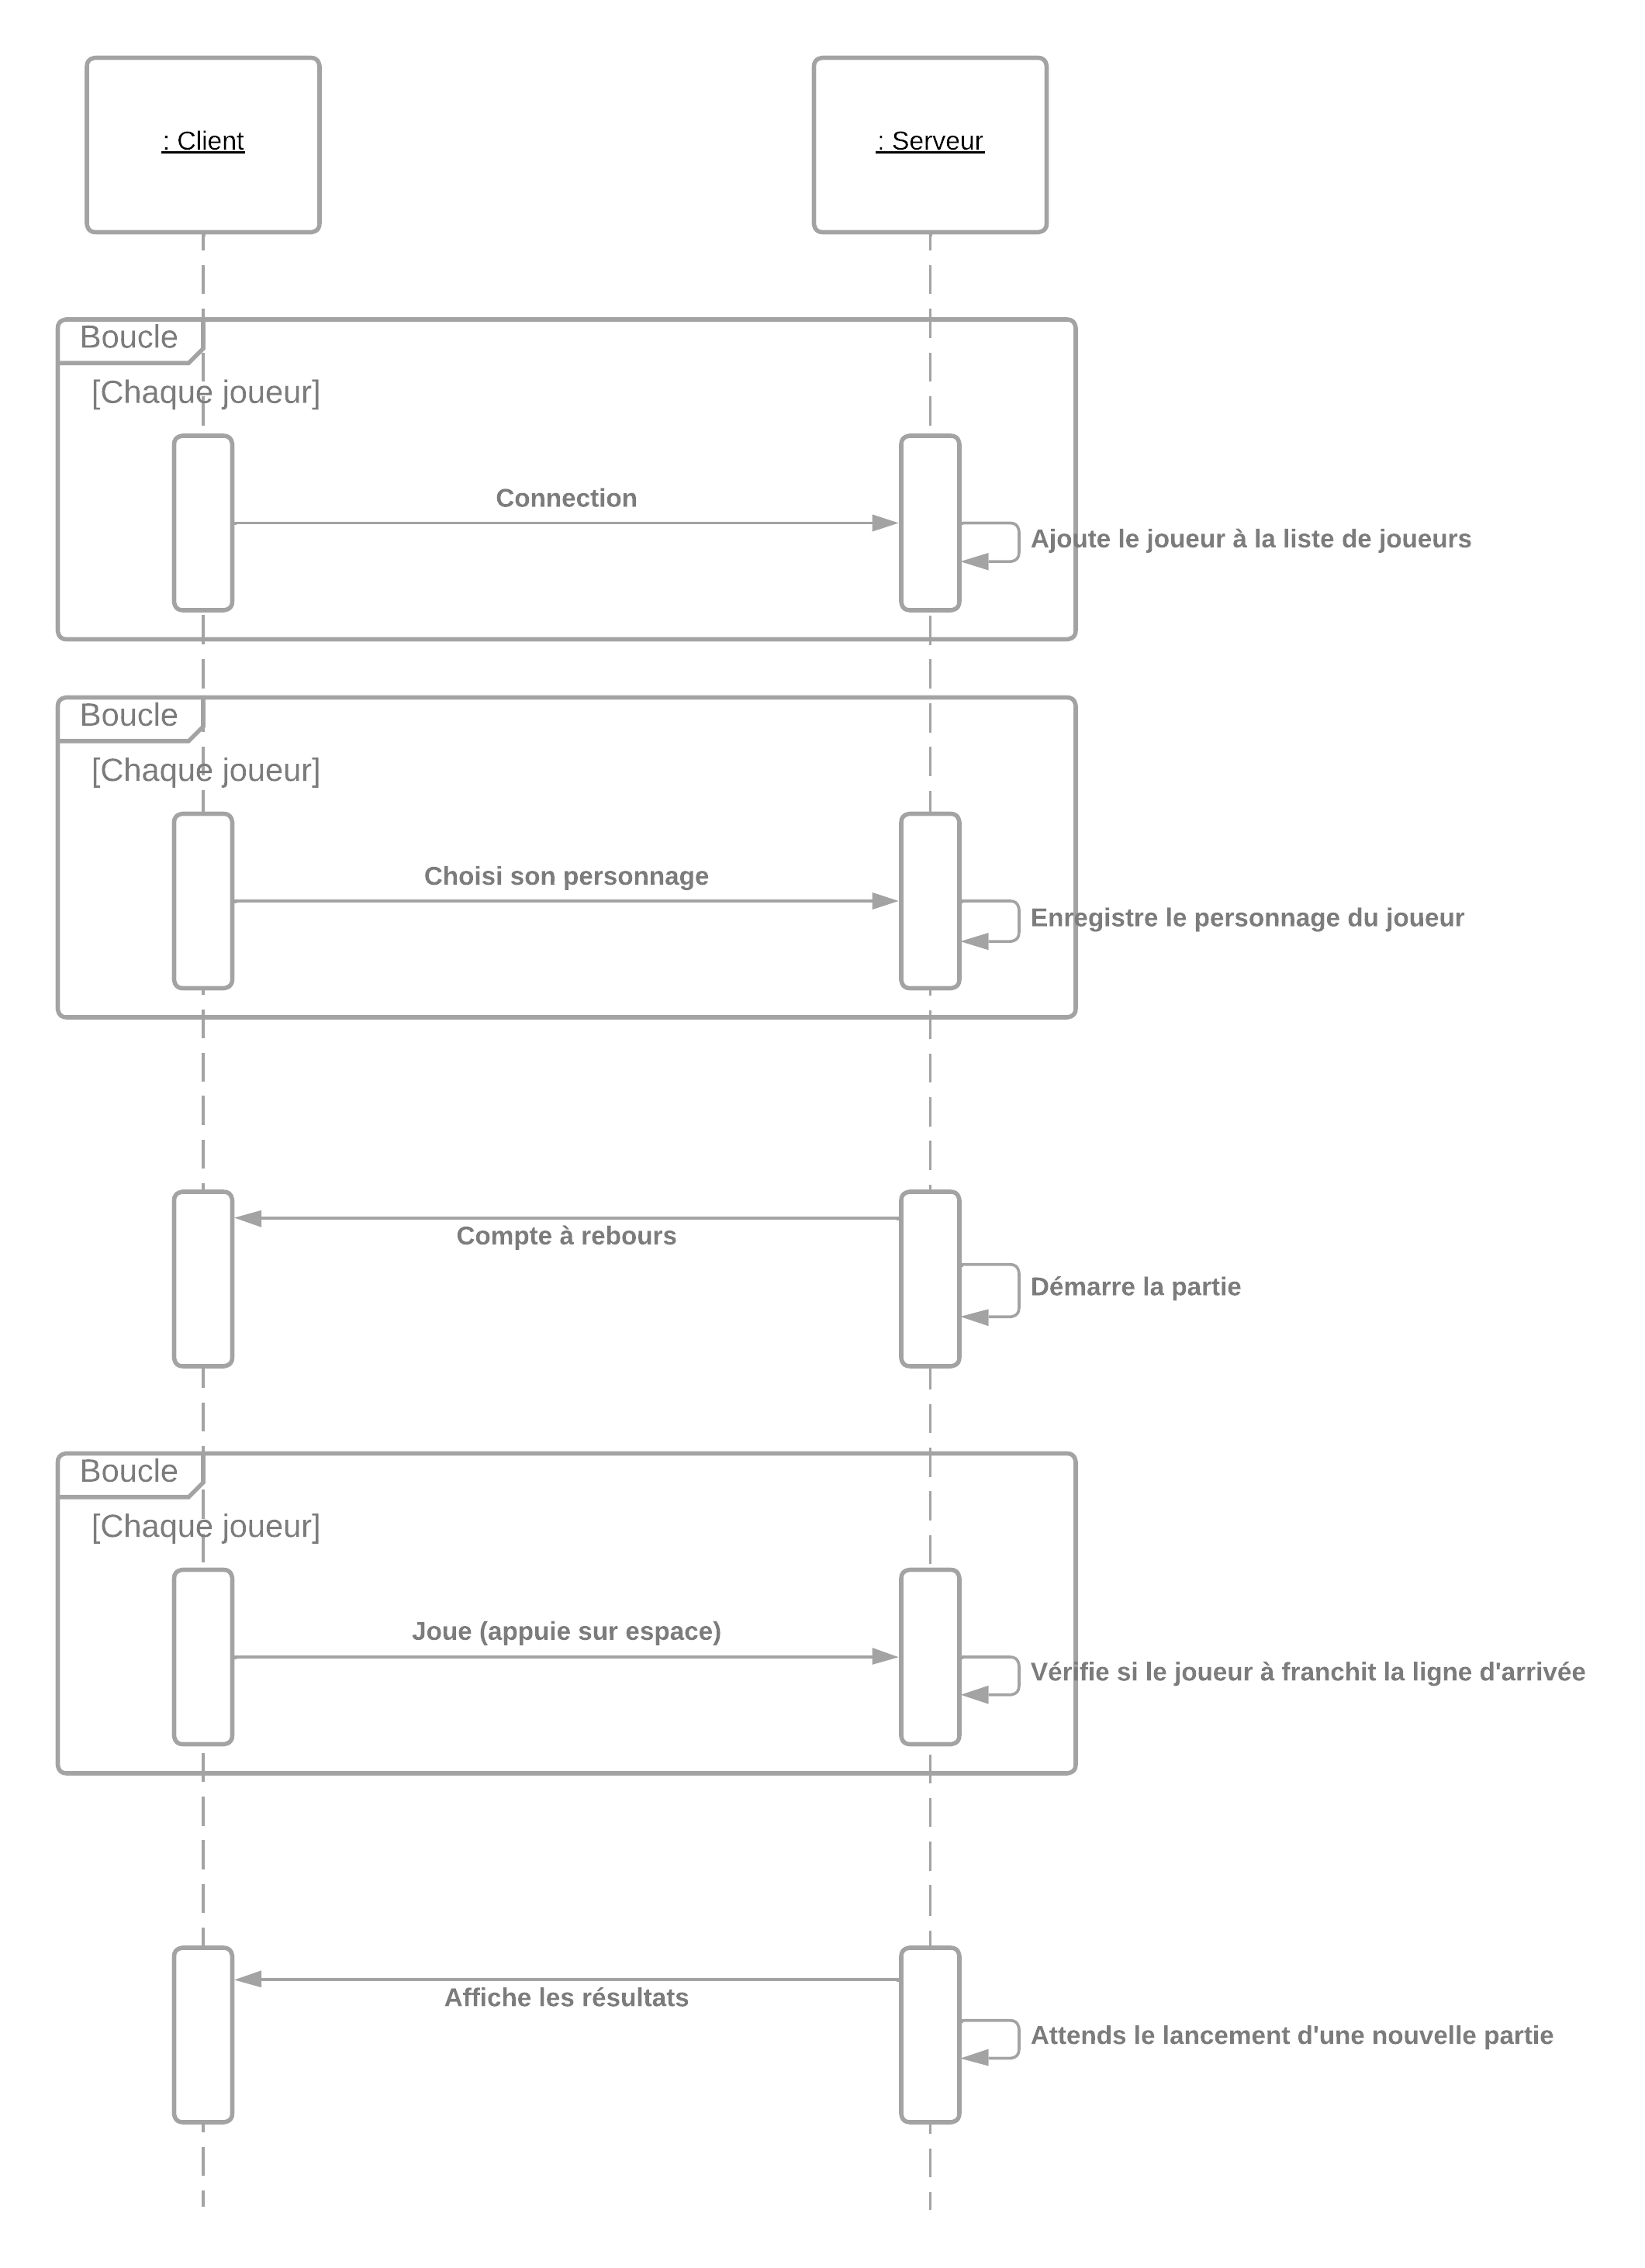 : Client
: Serveur
Boucle
[Chaque joueur]
Connection
Ajoute le joueur à la liste de joueurs
Boucle
[Chaque joueur]
Choisi son personnage
Enregistre le personnage du joueur
Compte à rebours
Démarre la partie
Boucle
[Chaque joueur]
Joue (appuie sur espace)
Vérifie si le joueur à franchit la ligne d'arrivée
Affiche les résultats
Attends le lancement d'une nouvelle partie